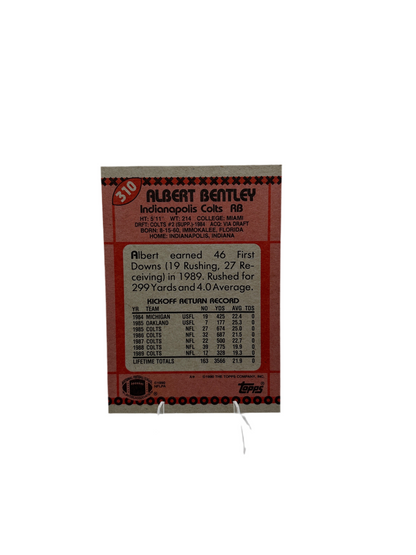 310
ALBERT BENTLEY
Indianapolis Colts RB
HT: 5'11" WT: 214 COLLEGE: MIAMI
DRAFT: COLTS #2 (SUPP.)-1984 ACQ: VIA DRAFT
BORN: 8-15-60, IMMOKALEE, FLORIDA
HOME: INDIANAPOLIS, INDIANA
Albert earned 46 First
Downs (19 Rushing, 27 Re-
ceiving) in 1989. Rushed for
299 Yards and 4.0 Average.
KICKOFF RETURN RECORD
YR TEAM NO YDS AVG TDS
1984 MICHIGAN USFL 19 425 22.4 0
1985 OAKLAND USFL 7 177 25.3 0
1985 COLTS NFL 27 674 25.0 0
1986 COLTS NFL 32 687 21.5 0
1987 COLTS NFL 22 500 22.7 0
1988 COLTS NFL 39 775 19.9 0
1989 COLTS NFL 17 328 19.3 0
LIFETIME TOTALS 163 3566 21.9 0
© 1990 THE TOPPS COMPANY, INC.
Topps